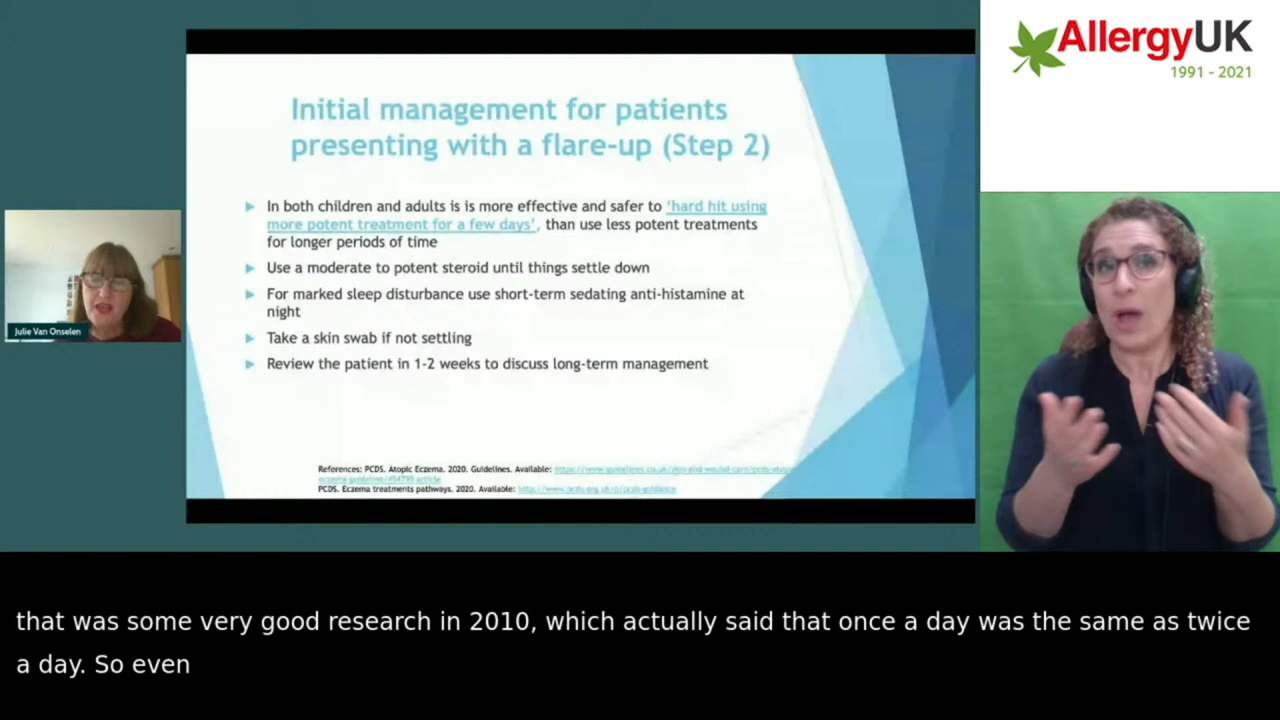 AllergyUK
1991 - 2021
Initial management for patients
presenting with a flare-up (Step 2)
In both children and adults is is more effective and safer to 'hard hit using
more potent treatment for a few days', than use less potent treatments
for longer periods of time
Use a moderate to potent steroid until things settle down
For marked sleep disturbance use short-term sedating anti-histamine at
night
Take a skin swab if not settling
Review the patient in 1-2 weeks to discuss long-term management
References: PCDS. Atopic Eczema. 2020. Guidelines. Available:
PCDS. Eczema treatments pathways. 2020. Available:
Julie Van Onselen
that was some very good research in 2010, which actually said that once a day was the same as twice
a day. So even